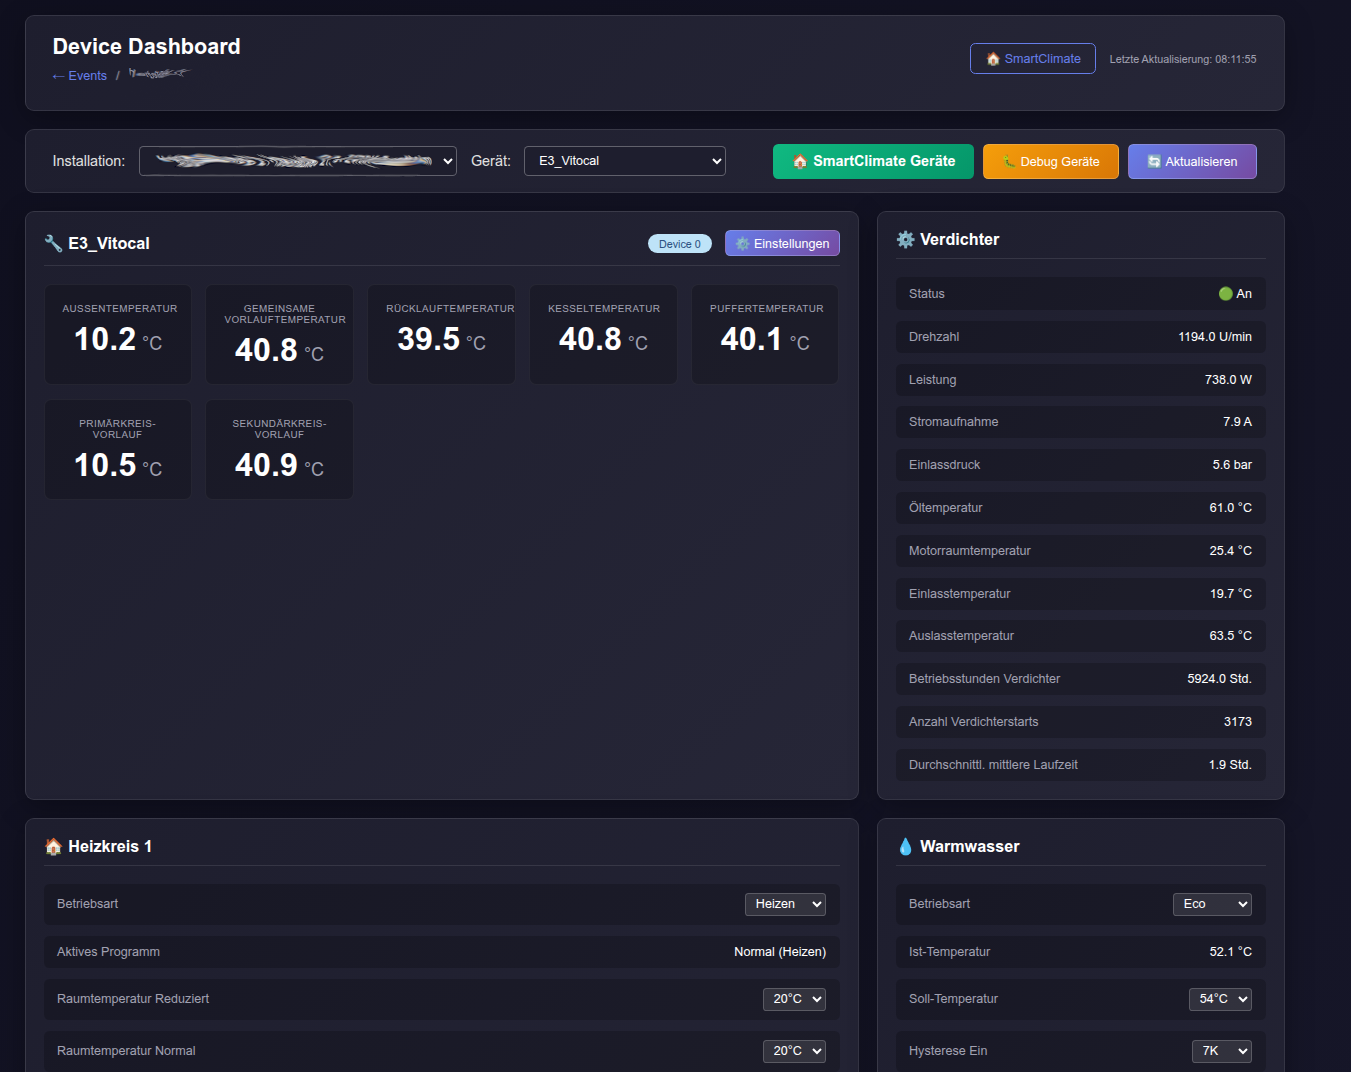 Device Dashboard
← Events /
SmartClimate
Letzte Aktualisierung: 08:11:55
Installation:
Gerät: E3_Vitocal
SmartClimate Geräte
Debug Geräte
Aktualisieren
E3_Vitocal
Device 0
Einstellungen
AUSSENTEMPERATUR
10.2 °C
GEMEINSAME
VORLAUFTEMPERATUR
40.8 °C
RÜCKLAUFTEMPERATUR
39.5 °C
KESSELTEMPERATUR
40.8 °C
PUFFERTEMPERATUR
40.1 °C
PRIMÄRKREIS-
VORLAUF
10.5 °C
SEKUNDÄRKREIS-
VORLAUF
40.9 °C
Verdichter
Status An
Drehzahl 1194.0 U/min
Leistung 738.0 W
Stromaufnahme 7.9 A
Einlassdruck 5.6 bar
Öltemperatur 61.0 °C
Motorraumtemperatur 25.4 °C
Einlasstemperatur 19.7 °C
Auslasstemperatur 63.5 °C
Betriebsstunden Verdichter 5924.0 Std.
Anzahl Verdichterstarts 3173
Durchschnittl. mittlere Laufzeit 1.9 Std.
Heizkreis 1
Betriebsart Heizen
Aktives Programm Normal (Heizen)
Raumtemperatur Reduziert 20°C
Raumtemperatur Normal 20°C
Warmwasser
Betriebsart Eco
Ist-Temperatur 52.1 °C
Soll-Temperatur 54°C
Hysterese Ein 7K